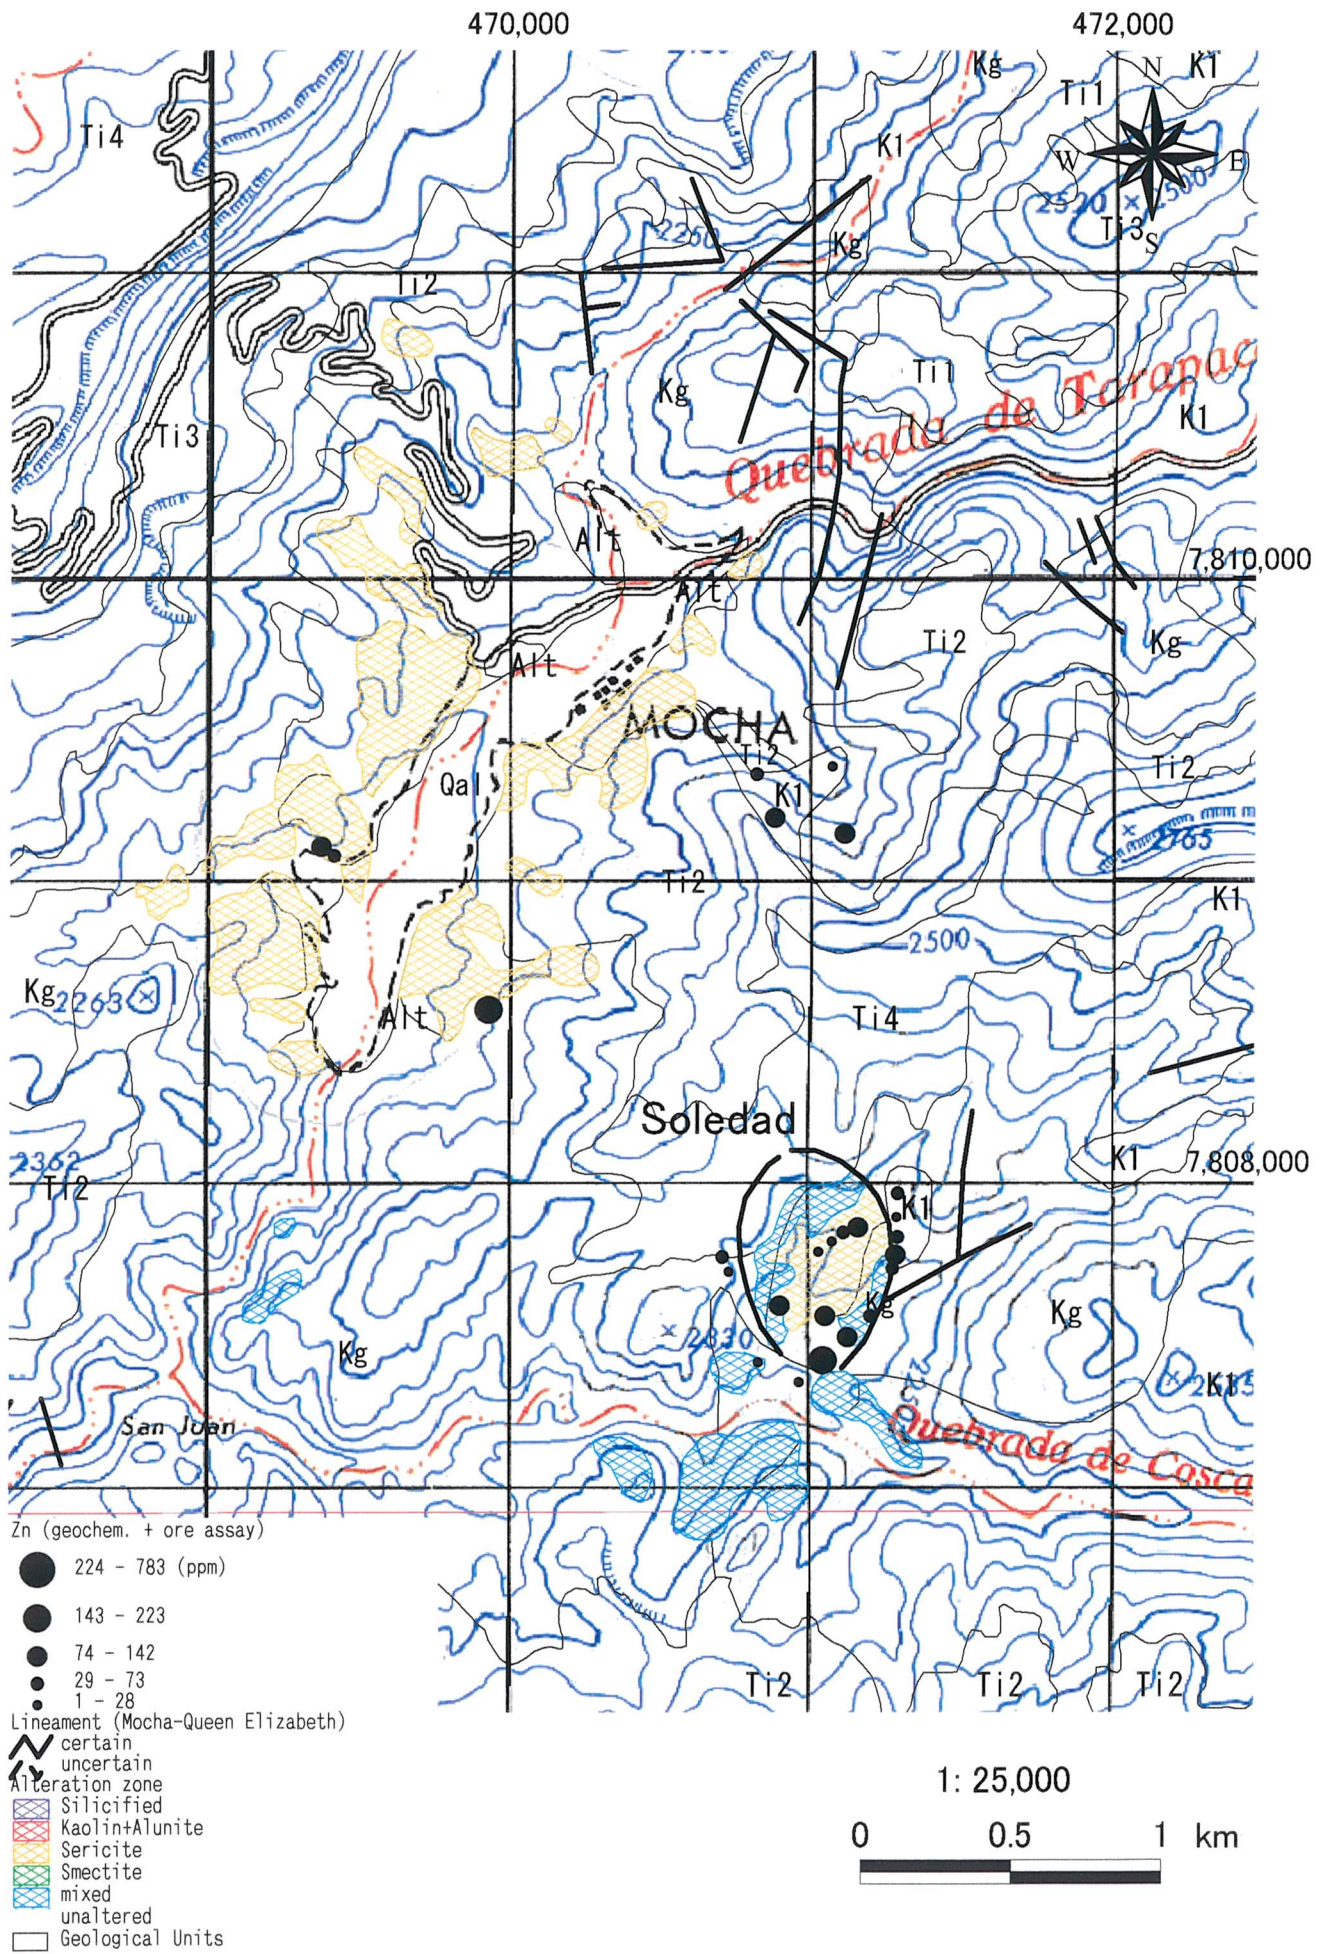 470,000 472,000
Kg K1
Ti1
N
Ti4
K1
W E
2520 2500
Ti3
S
2250 Kg
Ti2
Ti1
Kg
K1
Quebrada de Tarapac
Ti3
Alt
7,810,000
Alt
Ti2 Kg
Alt
MOCHA
Ti2
Ti2
Qal K1
2765
Ti2
K1
2500
Kg 2263
Alt Ti4
Soledad
K1 7,808,000
2362
Ti2
K1
Kg
Kg
2330
Kg
K1
San Juan
Quebrada de Cosca
Zn (geochem. + ore assay)
224 - 783 (ppm)
143 - 223
74 - 142
29 - 73
1 - 28
Ti2 Ti2 Ti2
Lineament (Mocha-Queen Elizabeth)
certain
uncertain
Alteration zone
Silicified
Kaolin+Alunite
Sericite
Smectite
mixed
unaltered
Geological Units
1: 25,000
0 0.5 1 km